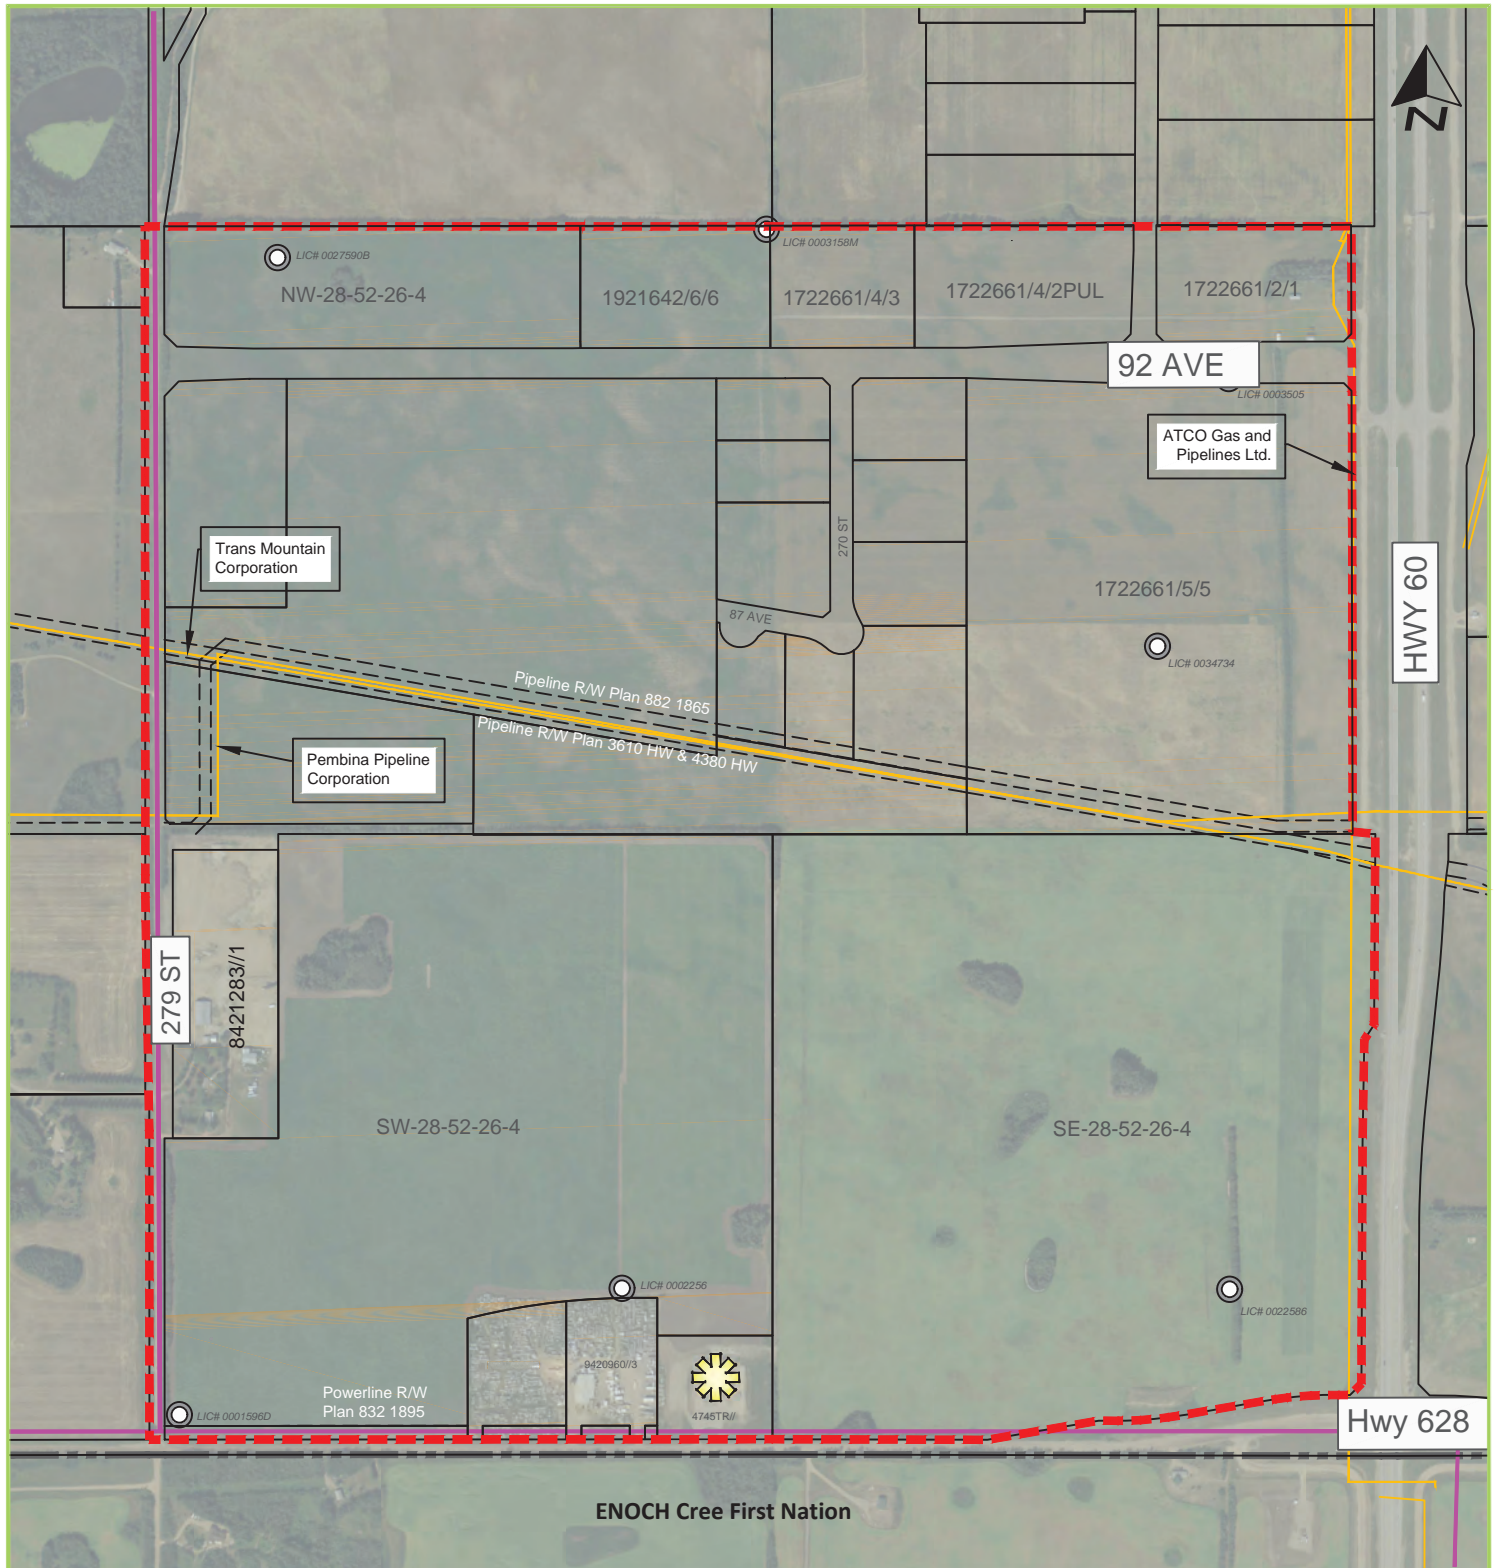 N
LIC# 0003158M
LIC# 0027590B
NW-28-52-26-4
1921642/6/6
1722661/4/3
1722661/4/2PUL
1722661/2/1
92 AVE
LIC# 0003505
ATCO Gas and
Pipelines Ltd.
Trans Mountain
Corporation
270 ST
87 AVE
1722661/5/5
HWY 60
LIC# 0034734
Pipeline R/W Plan 882 1865
Pipeline R/W Plan 3610 HW & 4380 HW
Pembina Pipeline
Corporation
279 ST
8421283//1
SW-28-52-26-4
SE-28-52-26-4
LIC# 0002256
LIC# 0022586
9420960//3
Powerline R/W
Plan 832 1895
LIC# 0001596D
4745TR//
Hwy 628
ENOCH Cree First Nation